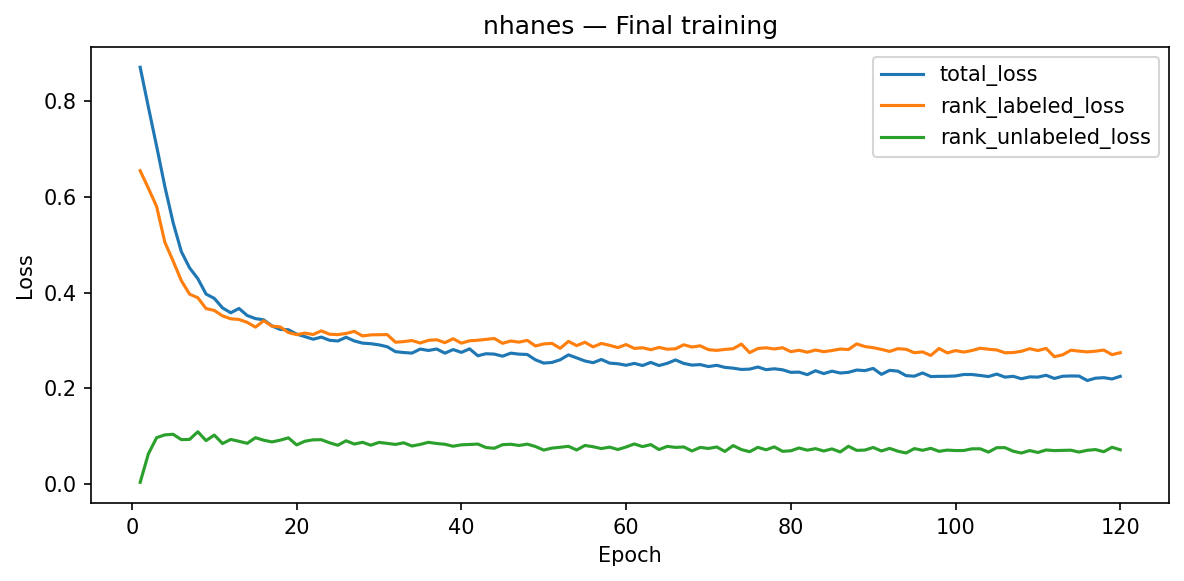 nhanes — Final training
total_loss
rank_labeled_loss
rank_unlabeled_loss
Loss
0.8
0.6
0.4
0.2
0.0
0 20 40 60 80 100 120
Epoch